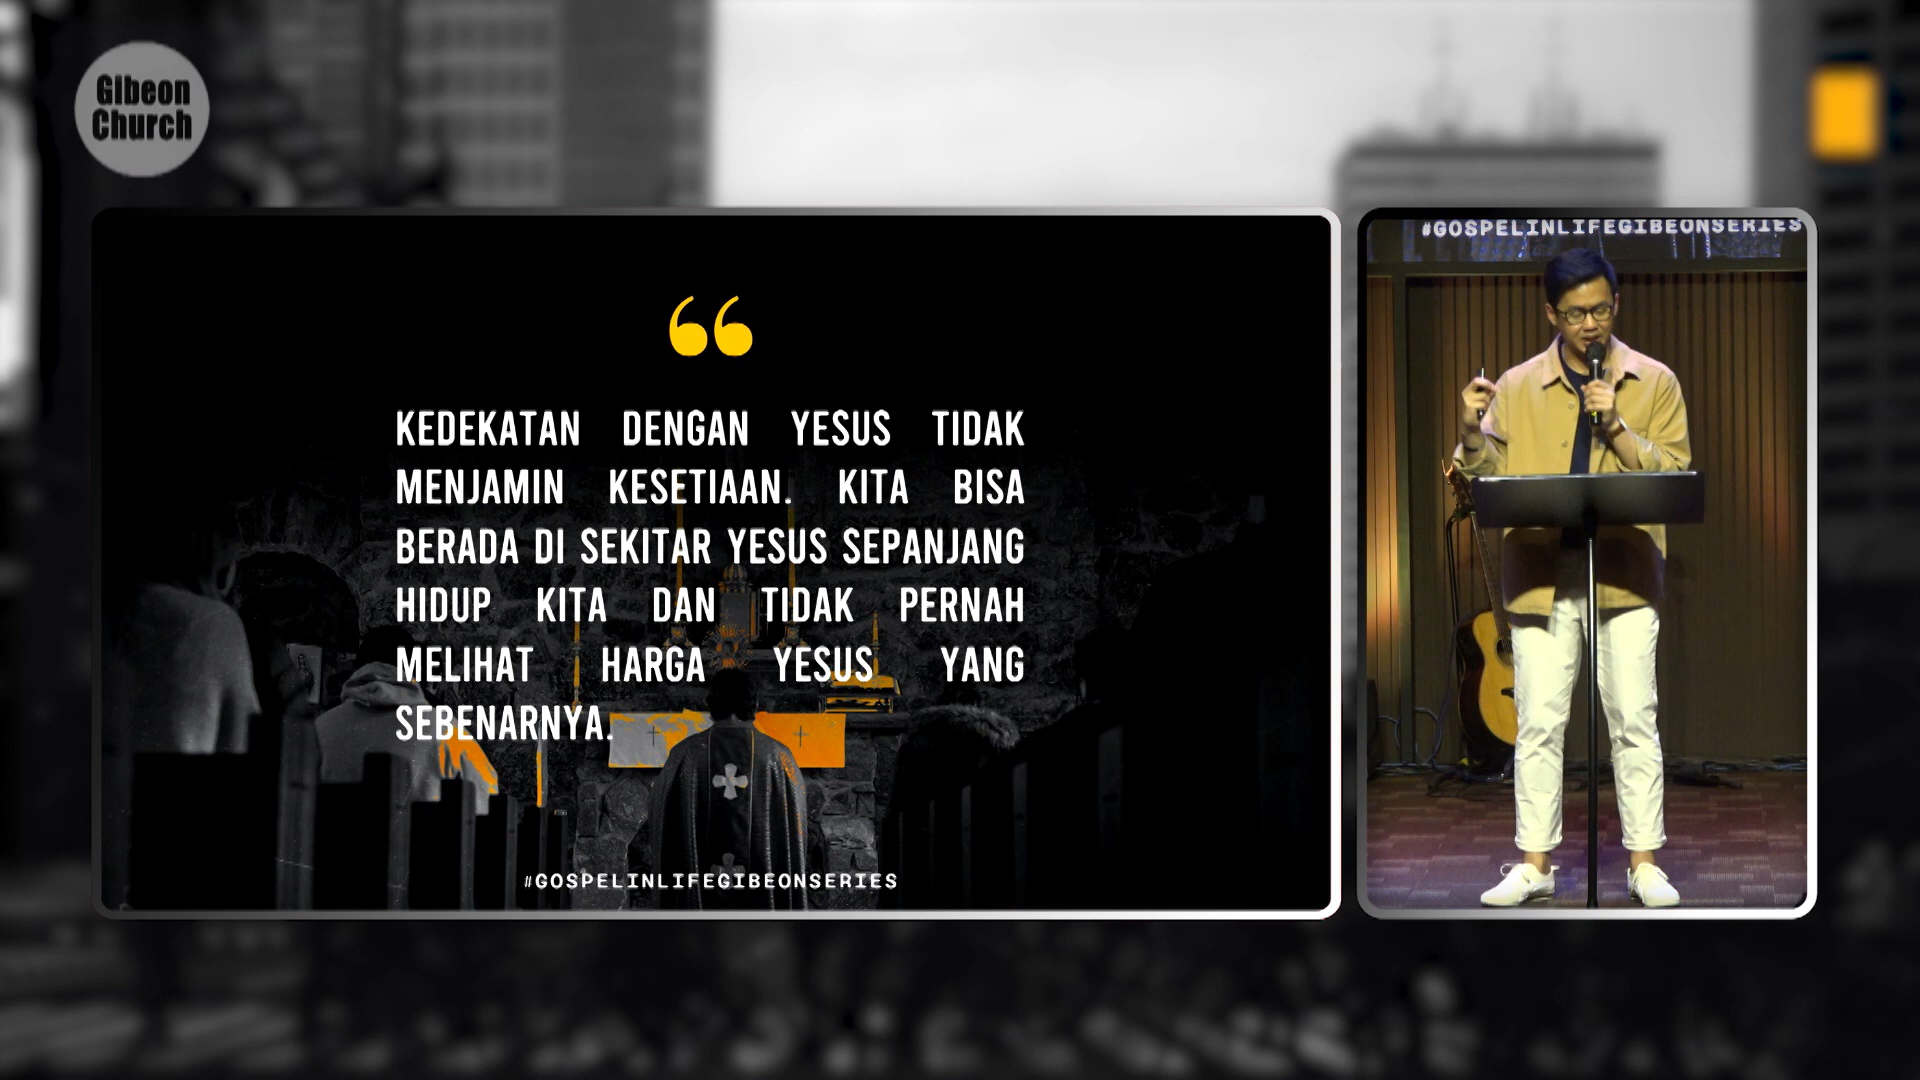 Gibeon
Church
#GOSPELINLIFEGIBEONSERIES
KEDEKATAN DENGAN YESUS TIDAK
MENJAMIN KESETIAAN. KITA BISA
BERADA DI SEKITAR YESUS SEPANJANG
HIDUP KITA DAN TIDAK PERNAH
MELIHAT HARGA YESUS YANG
SEBENARNYA.
#GOSPELINLIFEGIBEONSERIES